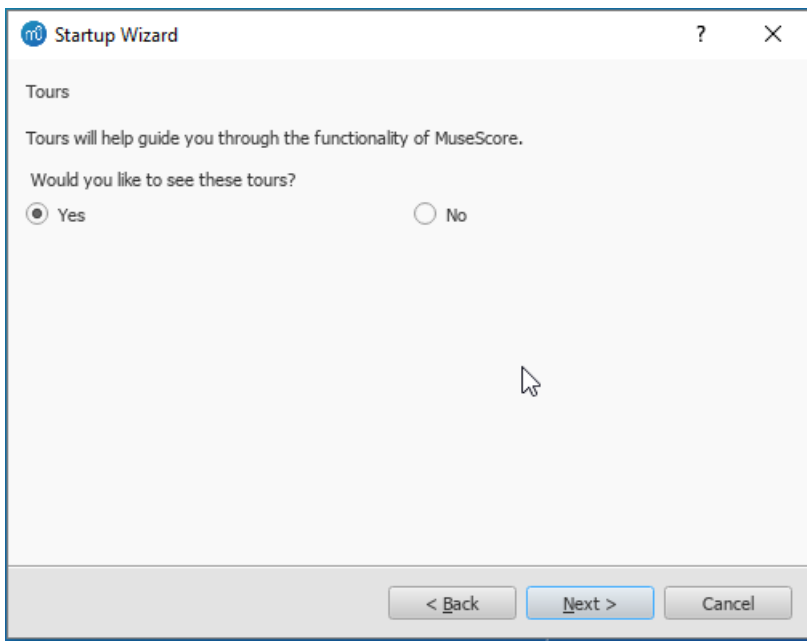 Startup Wizard ?
Tours
Tours will help guide you through the functionality of MuseScore.
Would you like to see these tours?
Yes No
< Back Next > Cancel